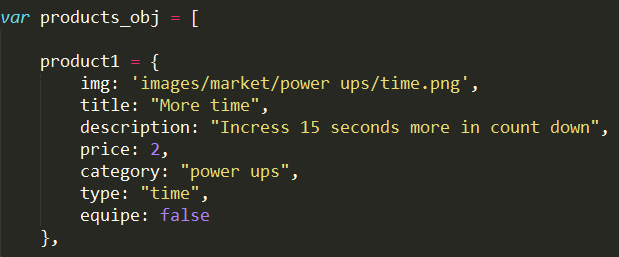 var products_obj = [
product1 = {
img: 'images/market/power ups/time.png',
title: "More time",
description: "Incress 15 seconds more in count down",
price: 2,
category: "power ups",
type: "time",
equipe: false
},